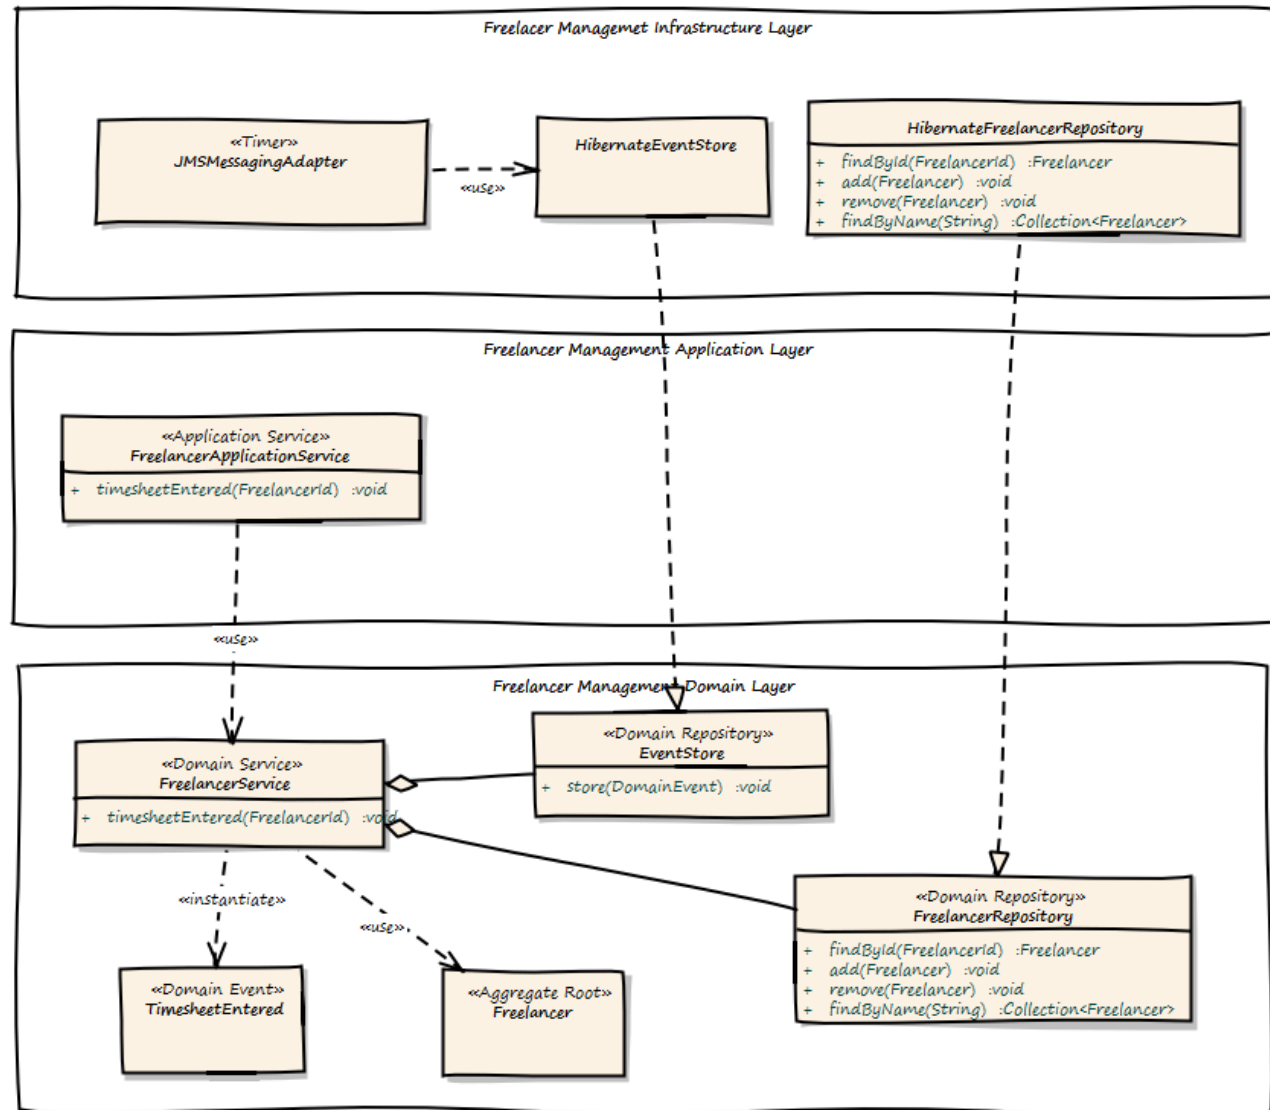 Freelacer Managemet Infrastructure Layer
«Timer»
JMSMessagingAdapter
«use»
HibernateEventStore
HibernateFreelancerRepository
+ findById(FreelancerId) :Freelancer
+ add(Freelancer) :void
+ remove(Freelancer) :void
+ findByName(String) :Collection<Freelancer>
Freelancer Management Application Layer
«Application Service»
FreelancerApplicationService
+ timesheetEntered(FreelancerId) :void
«use»
Freelancer Management Domain Layer
«Domain Service»
FreelancerService
+ timesheetEntered(FreelancerId) :void
«Domain Repository»
EventStore
+ store(DomainEvent) :void
«instantiate»
«use»
«Domain Repository»
FreelancerRepository
+ findById(FreelancerId) :Freelancer
+ add(Freelancer) :void
+ remove(Freelancer) :void
+ findByName(String) :Collection<Freelancer>
«Domain Event»
TimesheetEntered
«Aggregate Root»
Freelancer